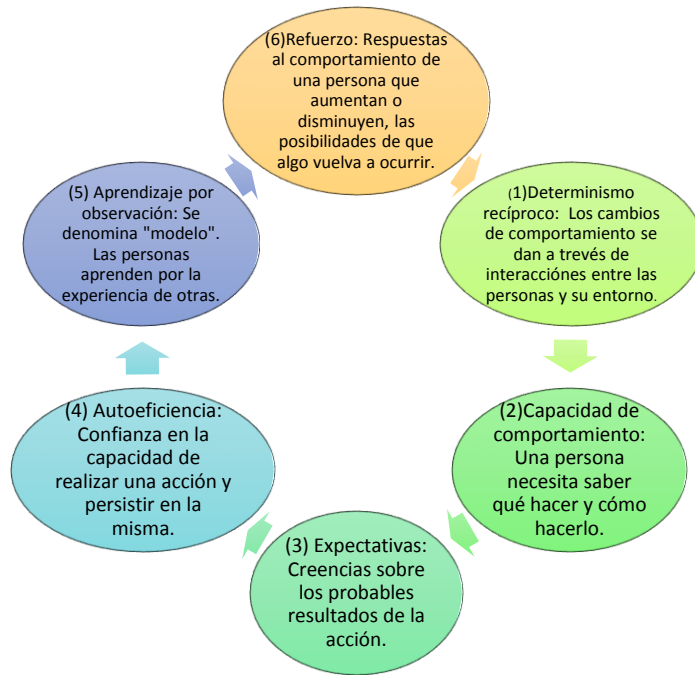 (6)Refuerzo: Respuestas
al comportamiento de
una persona que
aumentan o
disminuyen, las
posibilidades de que
algo vuelva a ocurrir.
(1)Determinismo
recíproco: Los cambios
de comportamiento se
dan a trevés de
interacciónes entre las
personas y su entorno.
(2)Capacidad de
comportamiento:
Una persona
necesita saber
qué hacer y cómo
hacerlo.
(3) Expectativas:
Creencias sobre
los probables
resultados de la
acción.
(4) Autoeficiencia:
Confianza en la
capacidad de
realizar una acción y
persistir en la
misma.
(5) Aprendizaje por
observación: Se
denomina "modelo".
Las personas
aprenden por la
experiencia de otras.